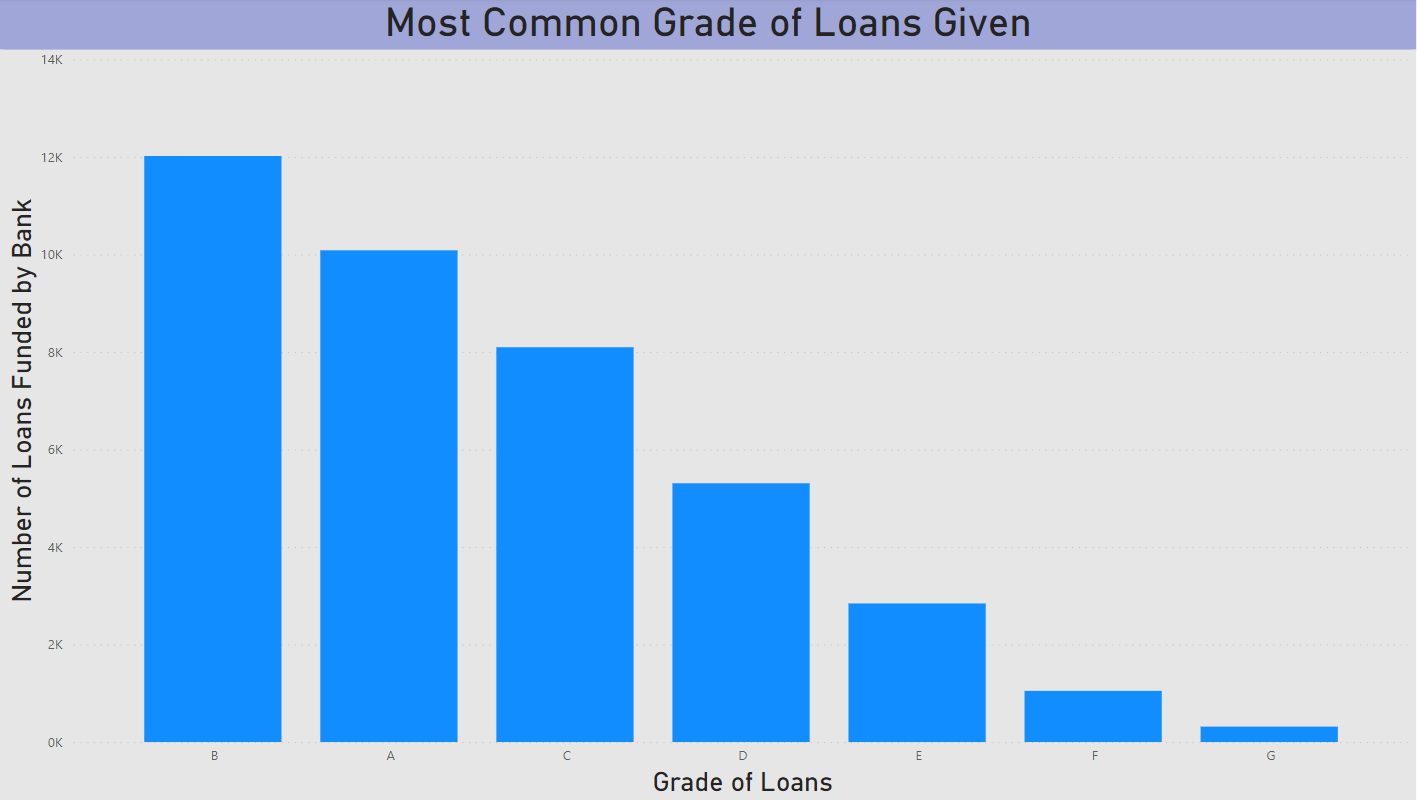 Most Common Grade of Loans Given
Number of Loans Funded by Bank
14K
12K
10K
8K
6K
4K
2K
0K
B A C D E F G
Grade of Loans